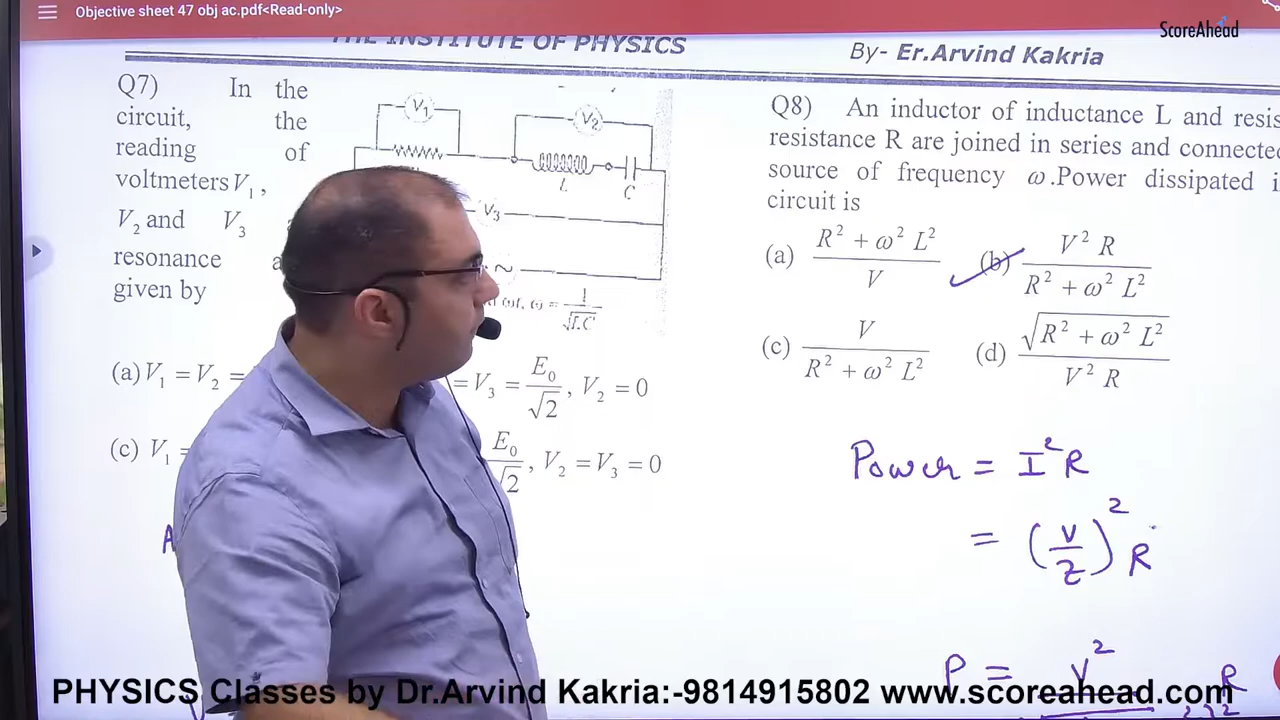 Objective sheet 47 obj ac.pdf<Read-only>
ScoreAhead
THE INSTITUTE OF PHYSICS
By- Er.Arvind Kakria
Q7) In the
circuit, the
reading of
voltmeters V₁,
V₂ and V₃
resonance
given by
V₁
V₂
L
C
V₃
~
= 1/√LC
(a) V₁ = V₂ =
= V₃ = E₀/√2, V₂ = 0
(c) V₁ =
E₀/√2, V₂ = V₃ = 0
Q8) An inductor of inductance L and
resistance R are joined in series and
source of frequency ω.Power dissipated
circuit is
(a) R² + ω² L² / V
(b) V² R / R² + ω² L²
(c) V / R² + ω² L²
(d) √R² + ω² L² / V² R
Power = I²R
= (V/Z)² R
P = V² R
PHYSICS Classes by Dr.Arvind Kakria:-9814915802 www.scoreahead.com